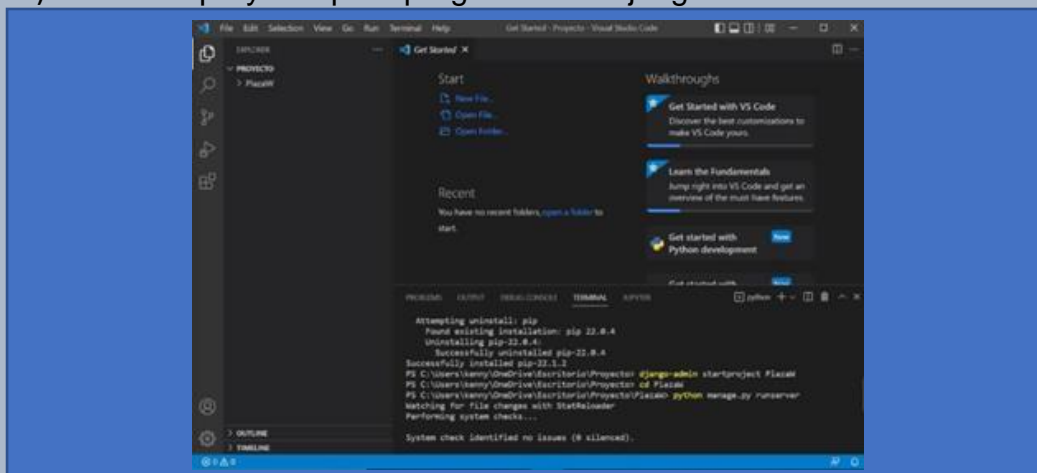 File Edit Selection View Go Run Terminal Help
Get Started - Proyecto - Visual Studio Code
EXPLORER
PROYECTO
PlazaW
Get Started
Start
New File...
Open File...
Open Folder...
Recent
You have no recent folders, open a folder to
start.
Walkthroughs
Get Started with VS Code
Discover the best customizations to
make VS Code yours.
Learn the Fundamentals
Jump right into VS Code and get an
overview of the must have features.
Get started with New
Python development
Get started with New
PROBLEMS OUTPUT DEBUG CONSOLE TERMINAL JUPYTER
python
Attempting uninstall: pip
Found existing installation: pip 22.0.4
Uninstalling pip-22.0.4:
Successfully uninstalled pip-22.0.4
Successfully installed pip-22.1.2
PS C:\Users\kenny\OneDrive\Escritorio\Proyecto> django-admin startproject PlazaW
PS C:\Users\kenny\OneDrive\Escritorio\Proyecto> cd PlazaW
PS C:\Users\kenny\OneDrive\Escritorio\Proyecto\PlazaW> python manage.py runserver
Watching for file changes with StatReloader
Performing system checks...
System check identified no issues (0 silenced).
OUTLINE
TIMELINE
0 0